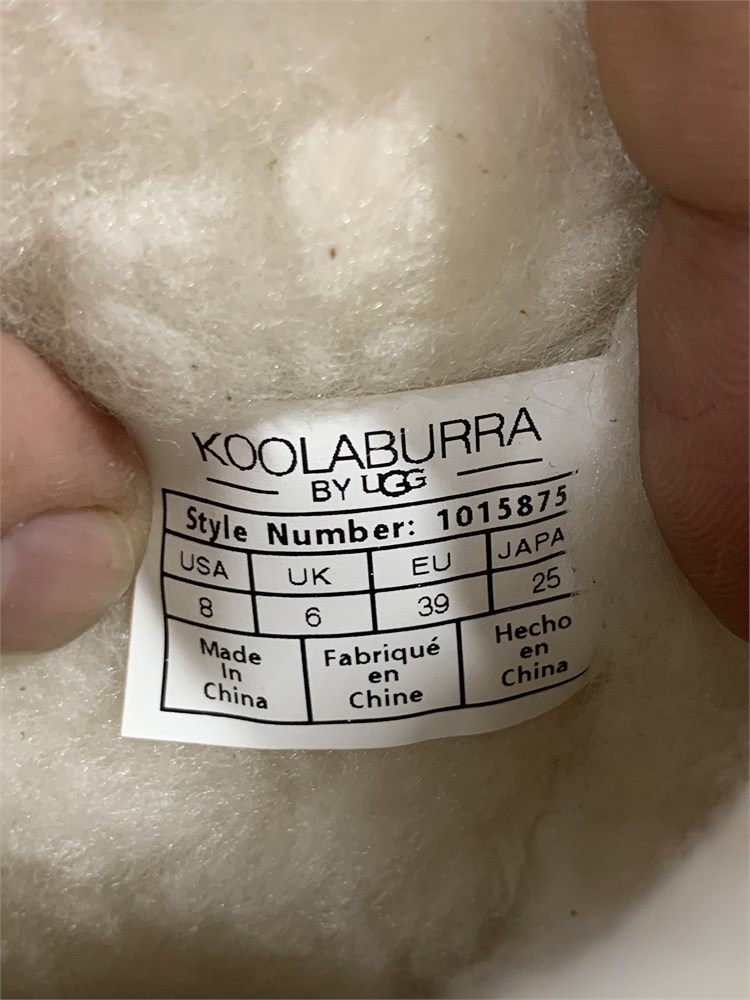 KOOLABURRA
BY UGG
Style Number: 1015875
USA UK EU JAPA
8 6 39 25
Made Fabriqué Hecho
In en en
China Chine China